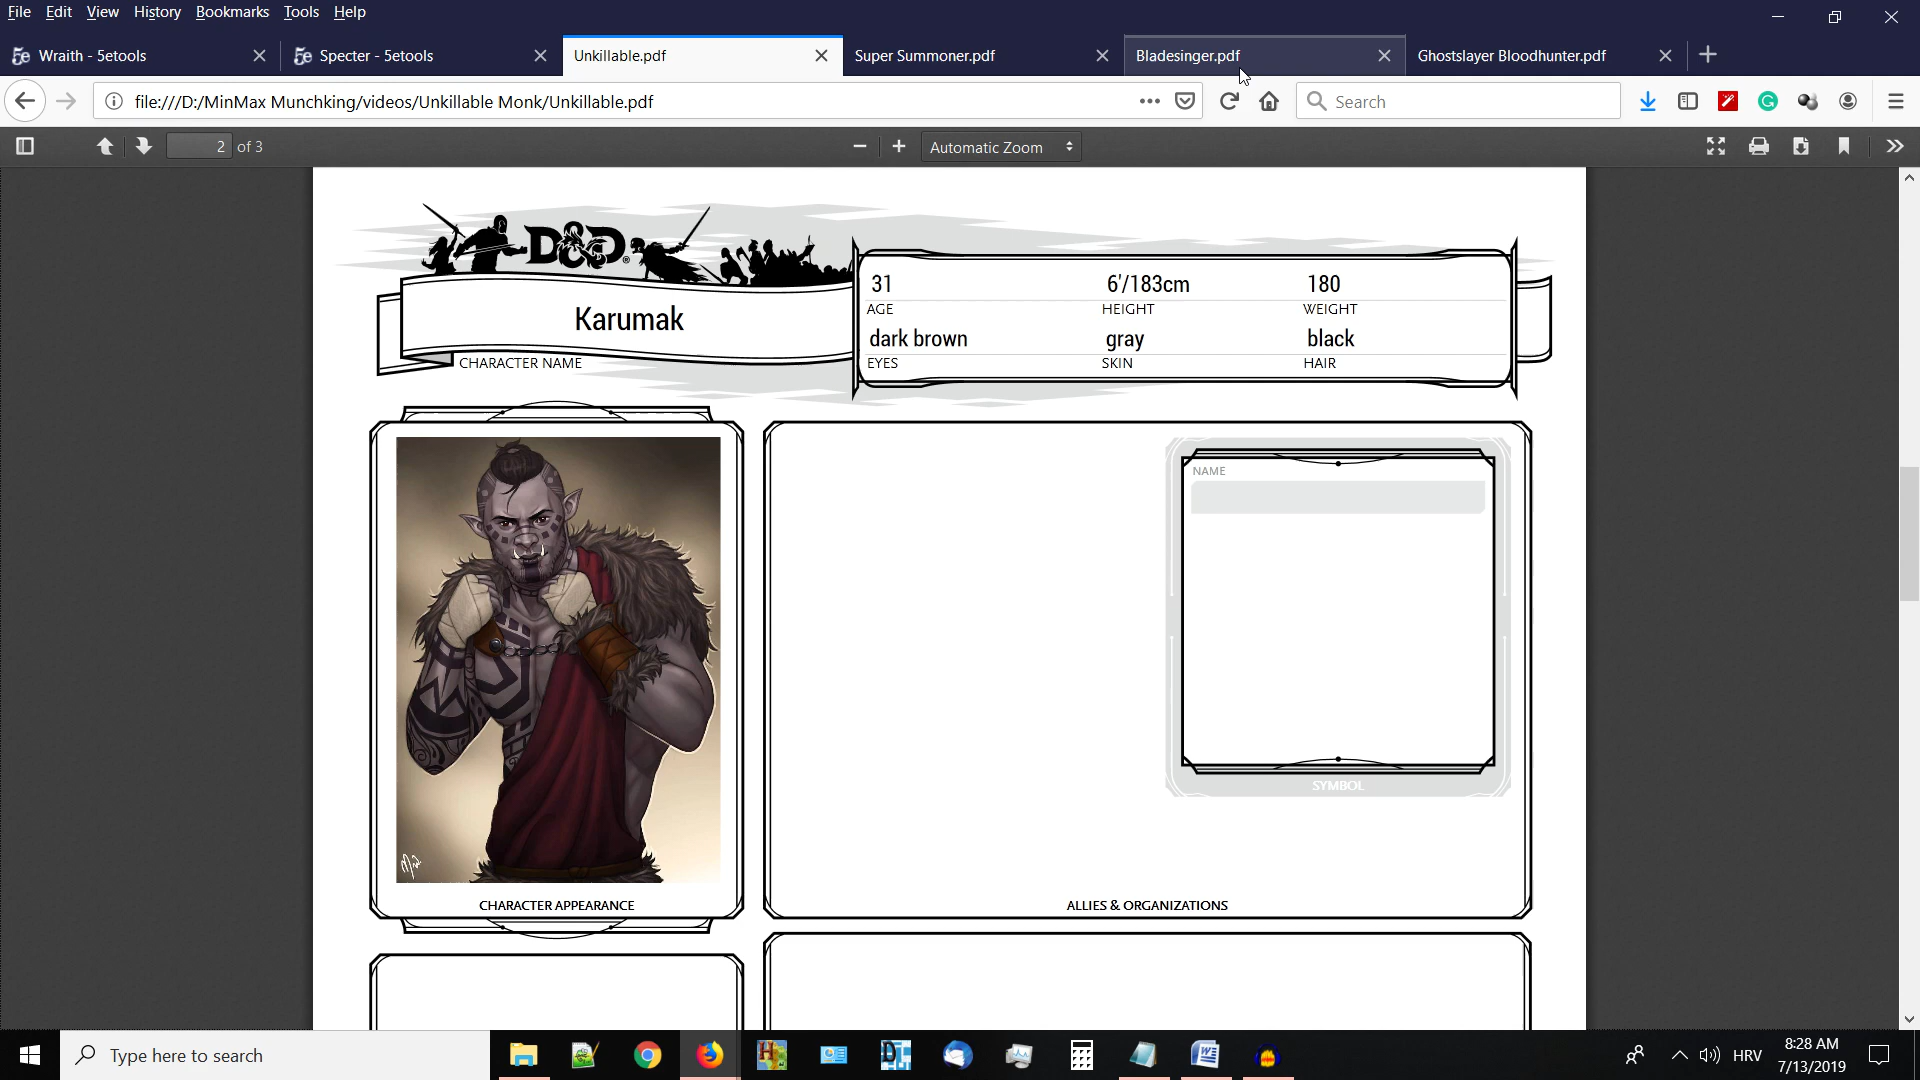 File Edit View History Bookmarks Tools Help
5e Wraith - 5etools
5e Specter - 5etools
Unkillable.pdf
Super Summoner.pdf
Bladesinger.pdf
Ghostslayer Bloodhunter.pdf
file:///D:/MinMax Munchking/videos/Unkillable Monk/Unkillable.pdf
Search
2 of 3
Automatic Zoom
D&D
Karumak
CHARACTER NAME
31 6'/183cm 180
AGE HEIGHT WEIGHT
dark brown gray black
EYES SKIN HAIR
NAME
SYMBOL
CHARACTER APPEARANCE
ALLIES & ORGANIZATIONS
Type here to search
HRV
8:28 AM
7/13/2019